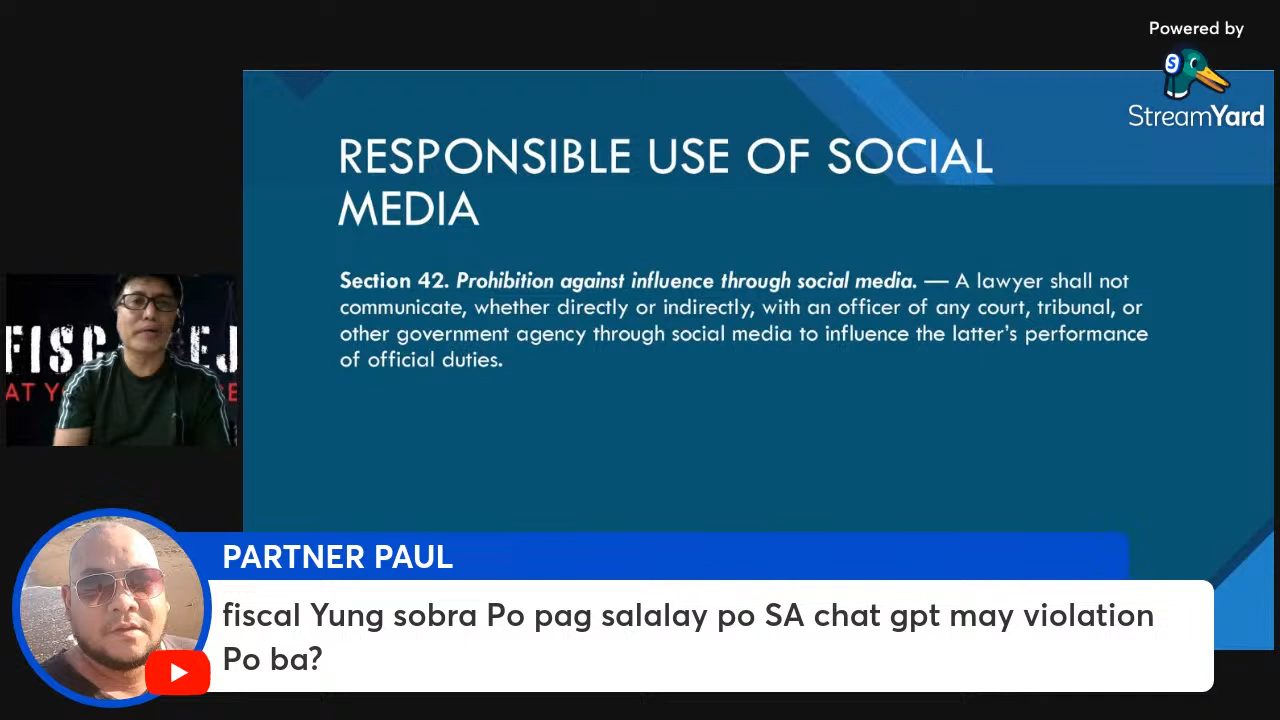 Powered by
S
StreamYard
RESPONSIBLE USE OF SOCIAL
MEDIA
Section 42. Prohibition against influence through social media. — A lawyer shall not
communicate, whether directly or indirectly, with an officer of any court, tribunal, or
other government agency through social media to influence the latter's performance
of official duties.
FISC EJ
AT Y E
PARTNER PAUL
fiscal Yung sobra Po pag salalay po SA chat gpt may violation
Po ba?